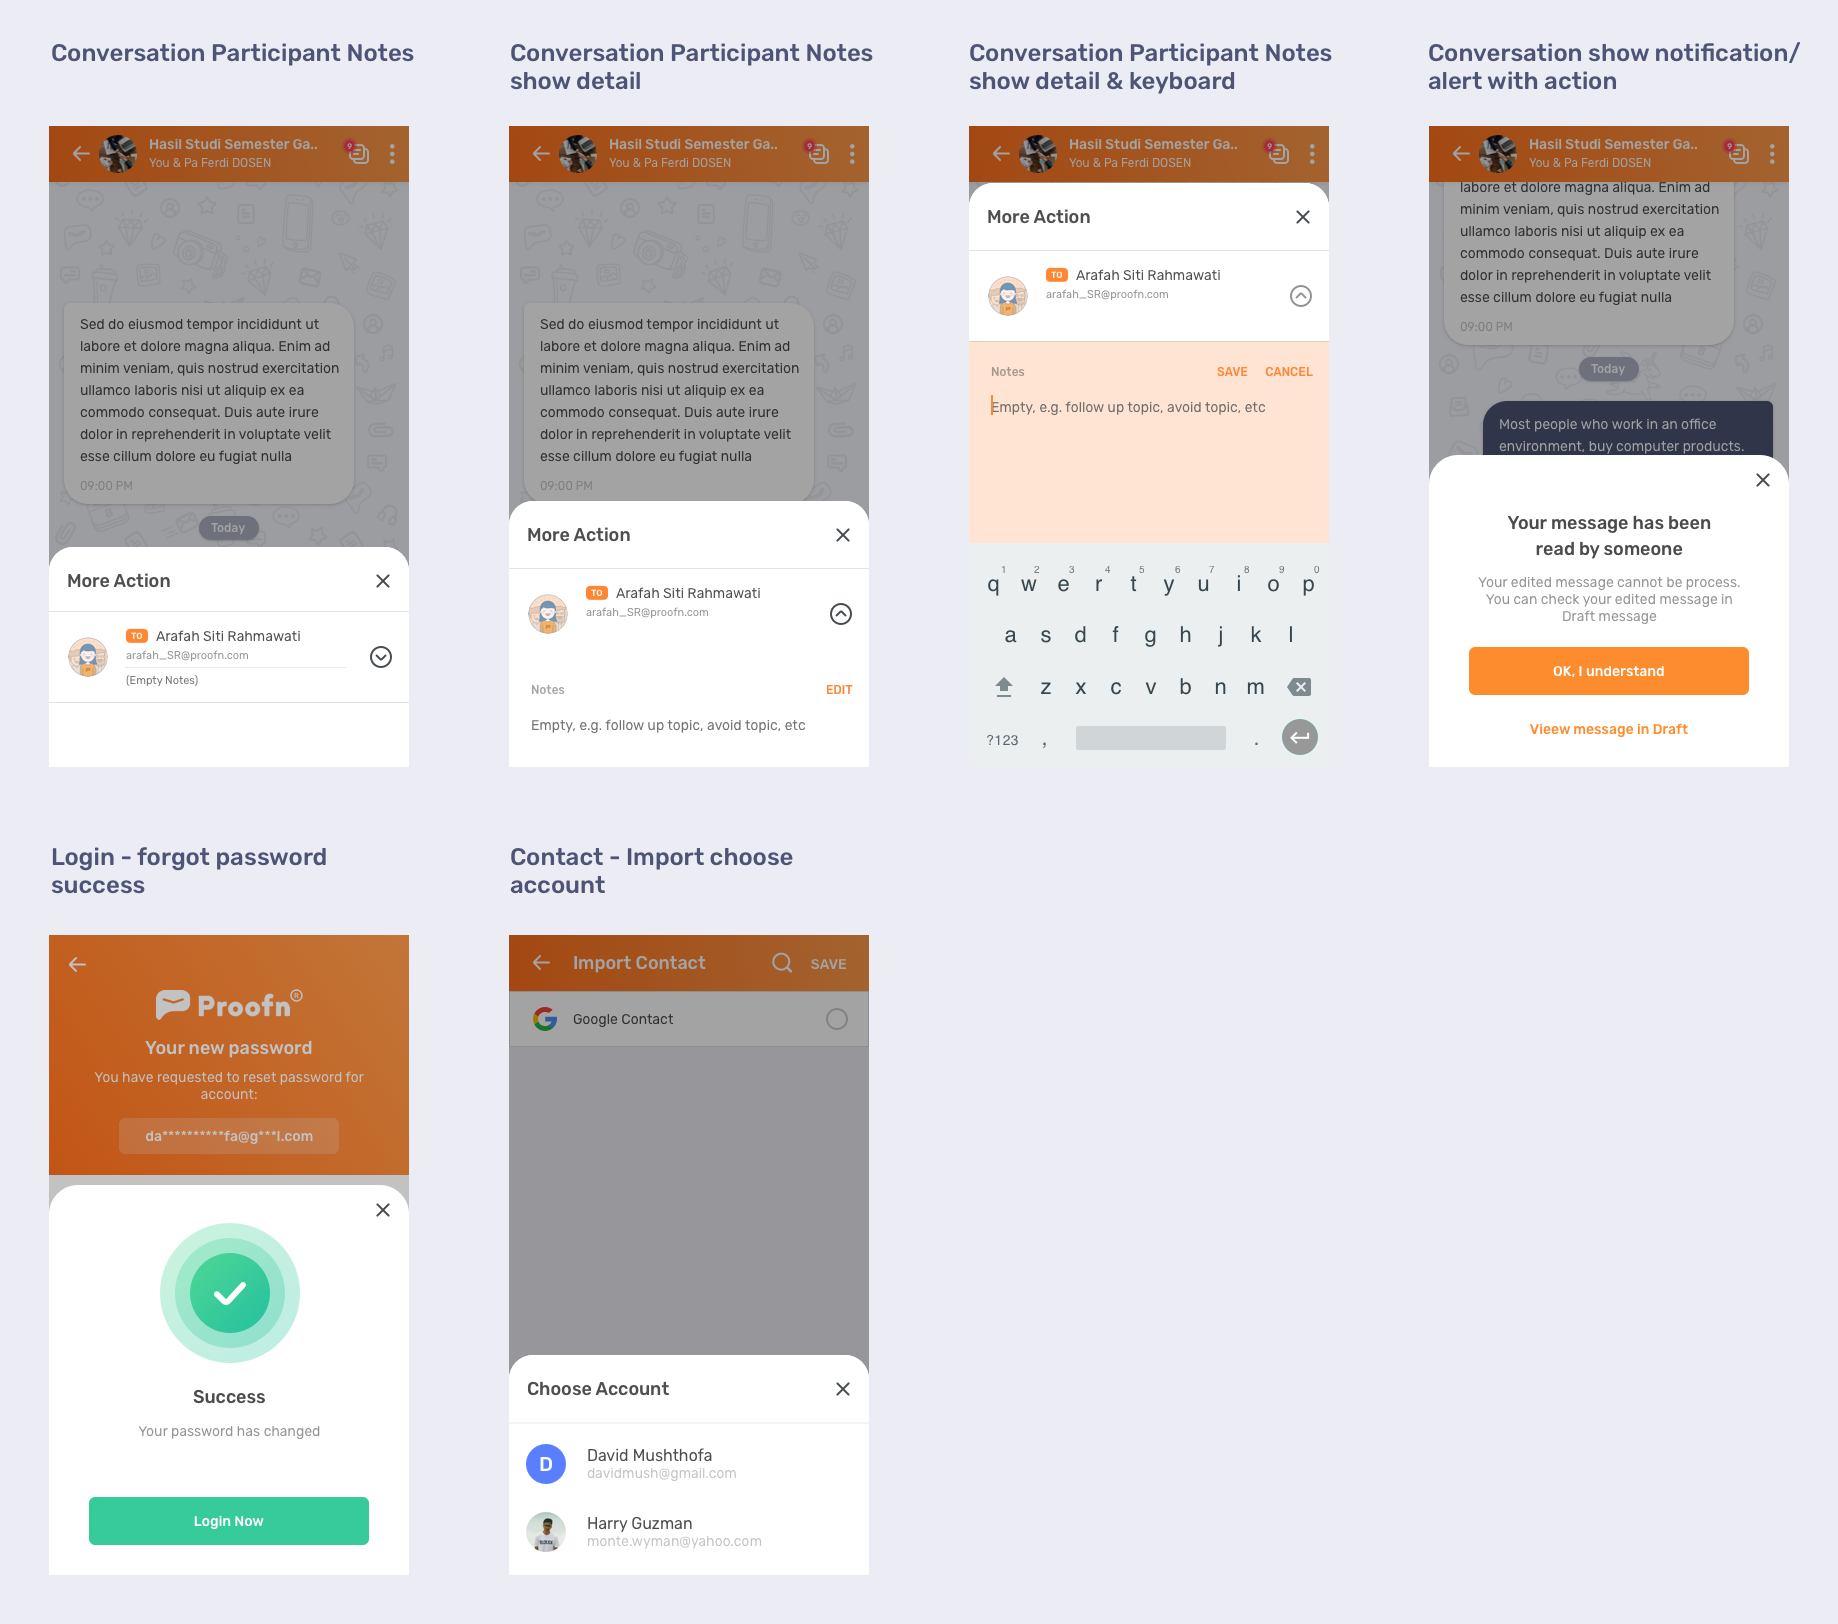 Conversation Participant Notes
Hasil Studi Semester Ga..
You & Pa Ferdi DOSEN
9
Sed do eiusmod tempor incididunt ut
labore et dolore magna aliqua. Enim ad
minim veniam, quis nostrud exercitation
ullamco laboris nisi ut aliquip ex ea
commodo consequat. Duis aute irure
dolor in reprehenderit in voluptate velit
esse cillum dolore eu fugiat nulla
09:00 PM
Today
More Action
TO Arafah Siti Rahmawati
arafah_SR@proofn.com
(Empty Notes)
Conversation Participant Notes
show detail
Hasil Studi Semester Ga..
You & Pa Ferdi DOSEN
9
Sed do eiusmod tempor incididunt ut
labore et dolore magna aliqua. Enim ad
minim veniam, quis nostrud exercitation
ullamco laboris nisi ut aliquip ex ea
commodo consequat. Duis aute irure
dolor in reprehenderit in voluptate velit
esse cillum dolore eu fugiat nulla
09:00 PM
More Action
TO Arafah Siti Rahmawati
arafah_SR@proofn.com
Notes EDIT
Empty, e.g. follow up topic, avoid topic, etc
Conversation Participant Notes
show detail & keyboard
Hasil Studi Semester Ga..
You & Pa Ferdi DOSEN
9
More Action
TO Arafah Siti Rahmawati
arafah_SR@proofn.com
Notes SAVE CANCEL
Empty, e.g. follow up topic, avoid topic, etc
1 2 3 4 5 6 7 8 9 0
q w e r t y u i o p
a s d f g h j k l
z x c v b n m
?123 , .
Conversation show notification/
alert with action
Hasil Studi Semester Ga..
You & Pa Ferdi DOSEN
9
labore et dolore magna aliqua. Enim ad
minim veniam, quis nostrud exercitation
ullamco laboris nisi ut aliquip ex ea
commodo consequat. Duis aute irure
dolor in reprehenderit in voluptate velit
esse cillum dolore eu fugiat nulla
09:00 PM
Today
Most people who work in an office
environment, buy computer products.
Your message has been
read by someone
Your edited message cannot be process.
You can check your edited message in
Draft message
OK, I understand
Vieew message in Draft
Login - forgot password
success
Proofn®
Your new password
You have requested to reset password for
account:
da**********fa@g***l.com
Success
Your password has changed
Login Now
Contact - Import choose
account
Import Contact SAVE
Google Contact
Choose Account
D
David Mushthofa
davidmush@gmail.com
Harry Guzman
monte.wyman@yahoo.com